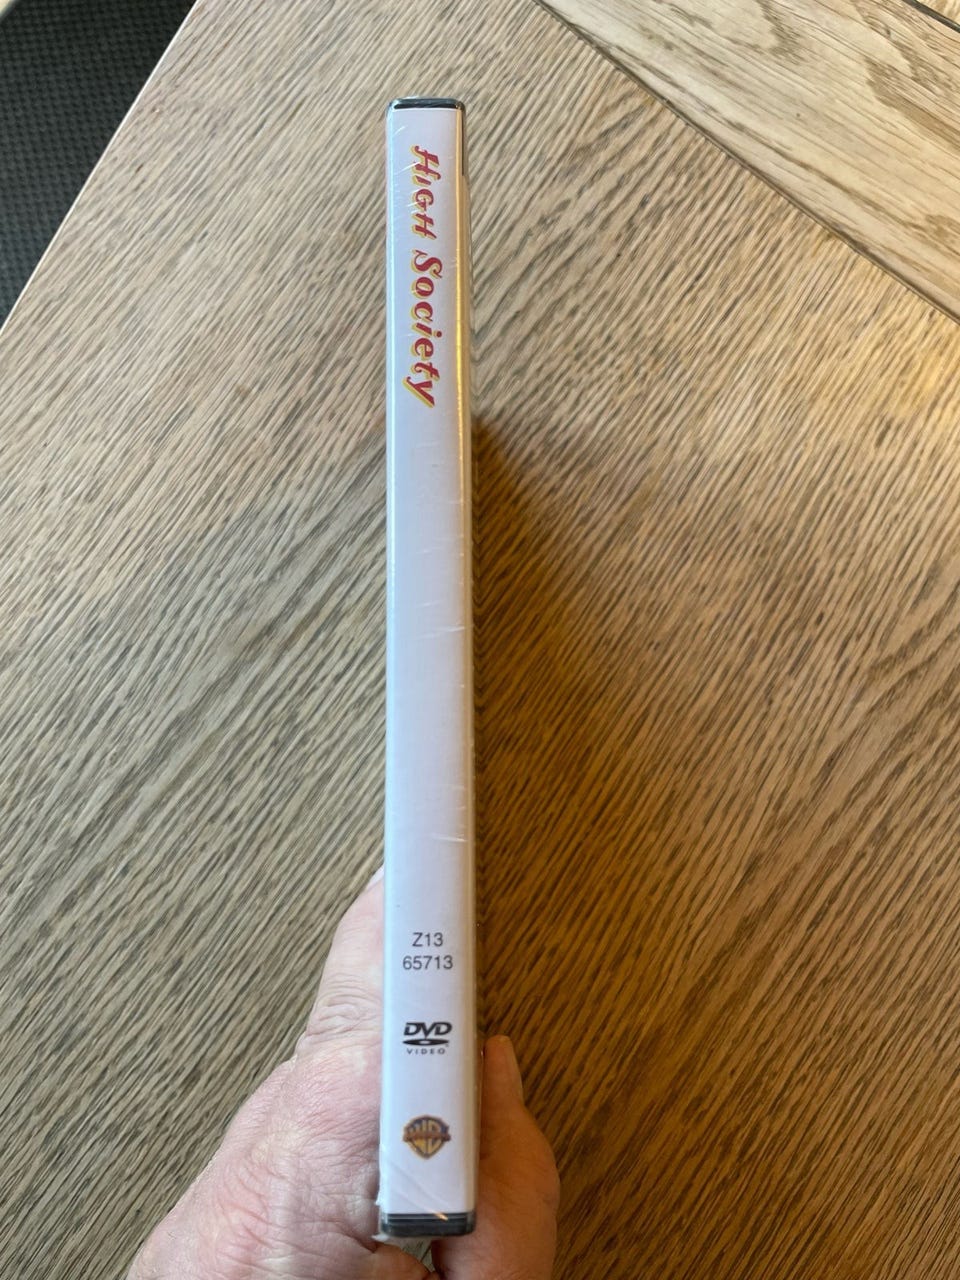 High Society
Z13
65713
DVD
VIDEO
WB